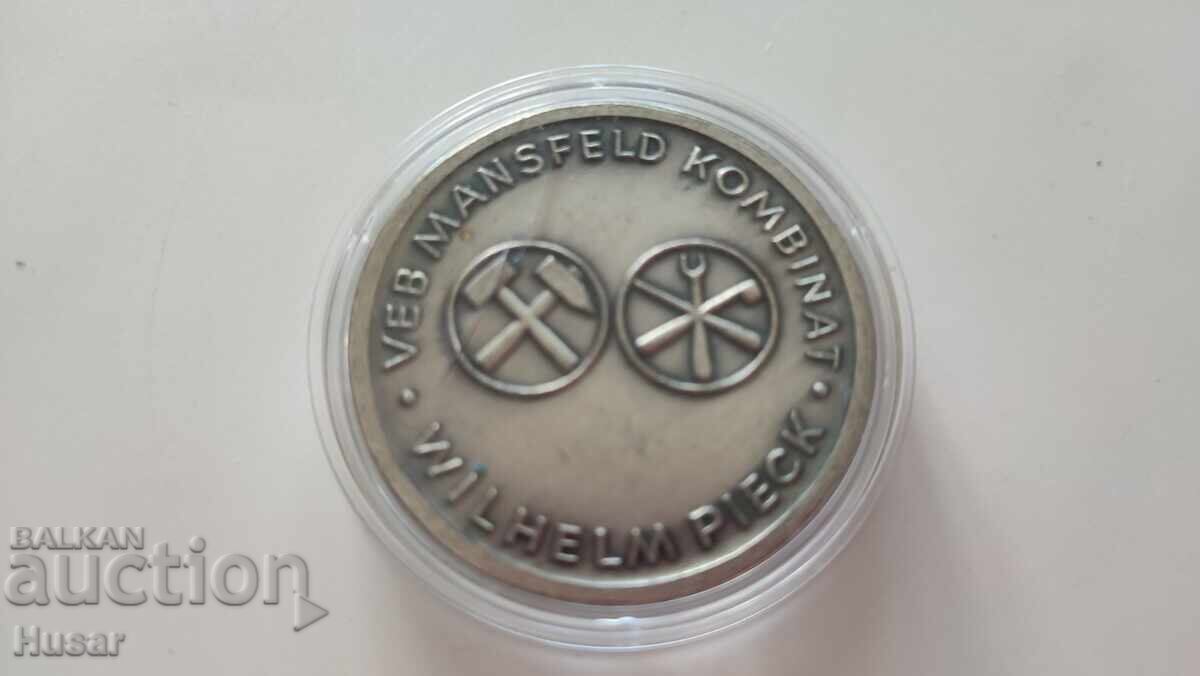 VEB MANSFELD KOMBINAT
· WILHELM PIECK ·
BALKAN
auction
Husar